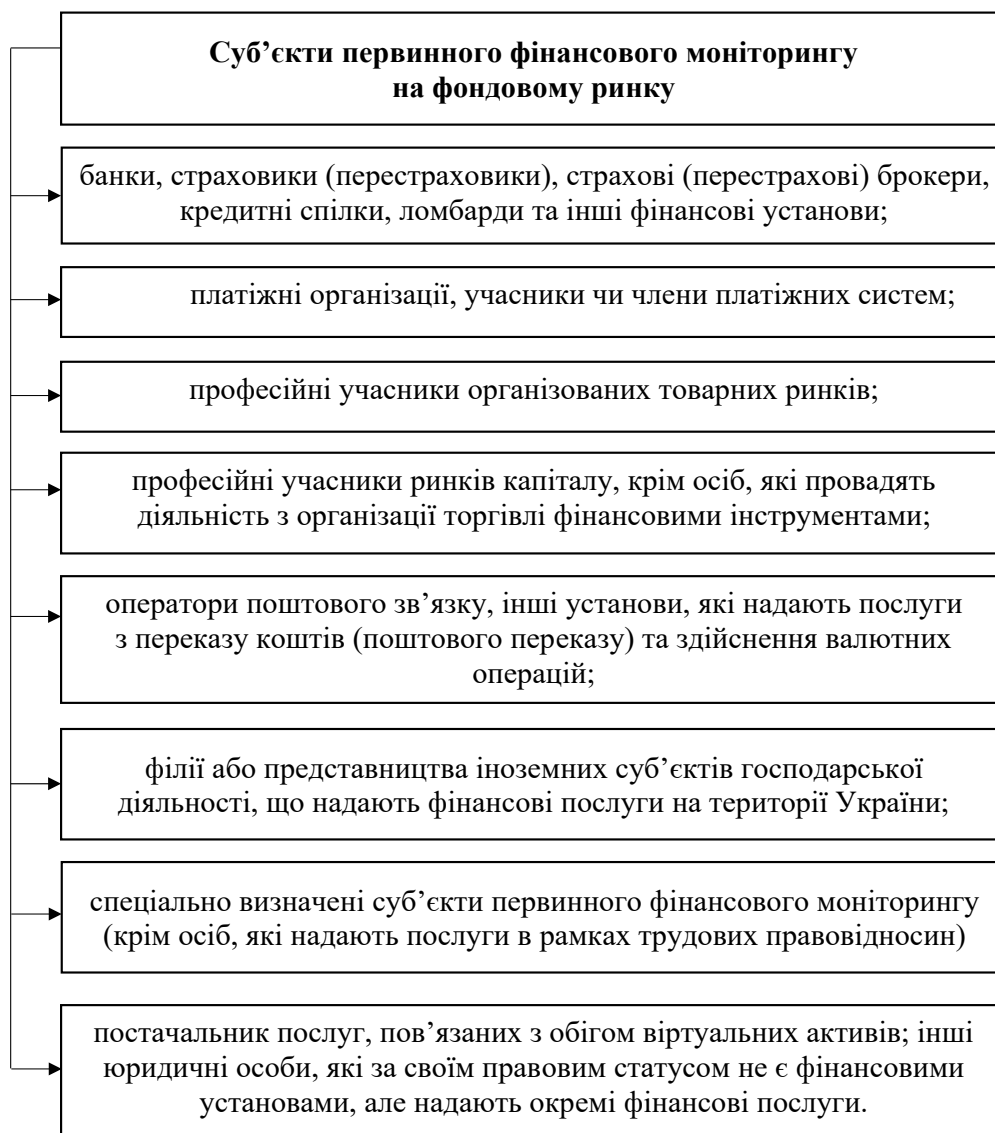 Суб’єкти первинного фінансового моніторингу
на фондовому ринку
банки, страховики (перестраховики), страхові (перестрахові) брокери,
кредитні спілки, ломбарди та інші фінансові установи;
платіжні організації, учасники чи члени платіжних систем;
професійні учасники організованих товарних ринків;
професійні учасники ринків капіталу, крім осіб, які провадять
діяльність з організації торгівлі фінансовими інструментами;
оператори поштового зв’язку, інші установи, які надають послуги
з переказу коштів (поштового переказу) та здійснення валютних
операцій;
філії або представництва іноземних суб’єктів господарської
діяльності, що надають фінансові послуги на території України;
спеціально визначені суб’єкти первинного фінансового моніторингу
(крім осіб, які надають послуги в рамках трудових правовідносин)
постачальник послуг, пов’язаних з обігом віртуальних активів; інші
юридичні особи, які за своїм правовим статусом не є фінансовими
установами, але надають окремі фінансові послуги.